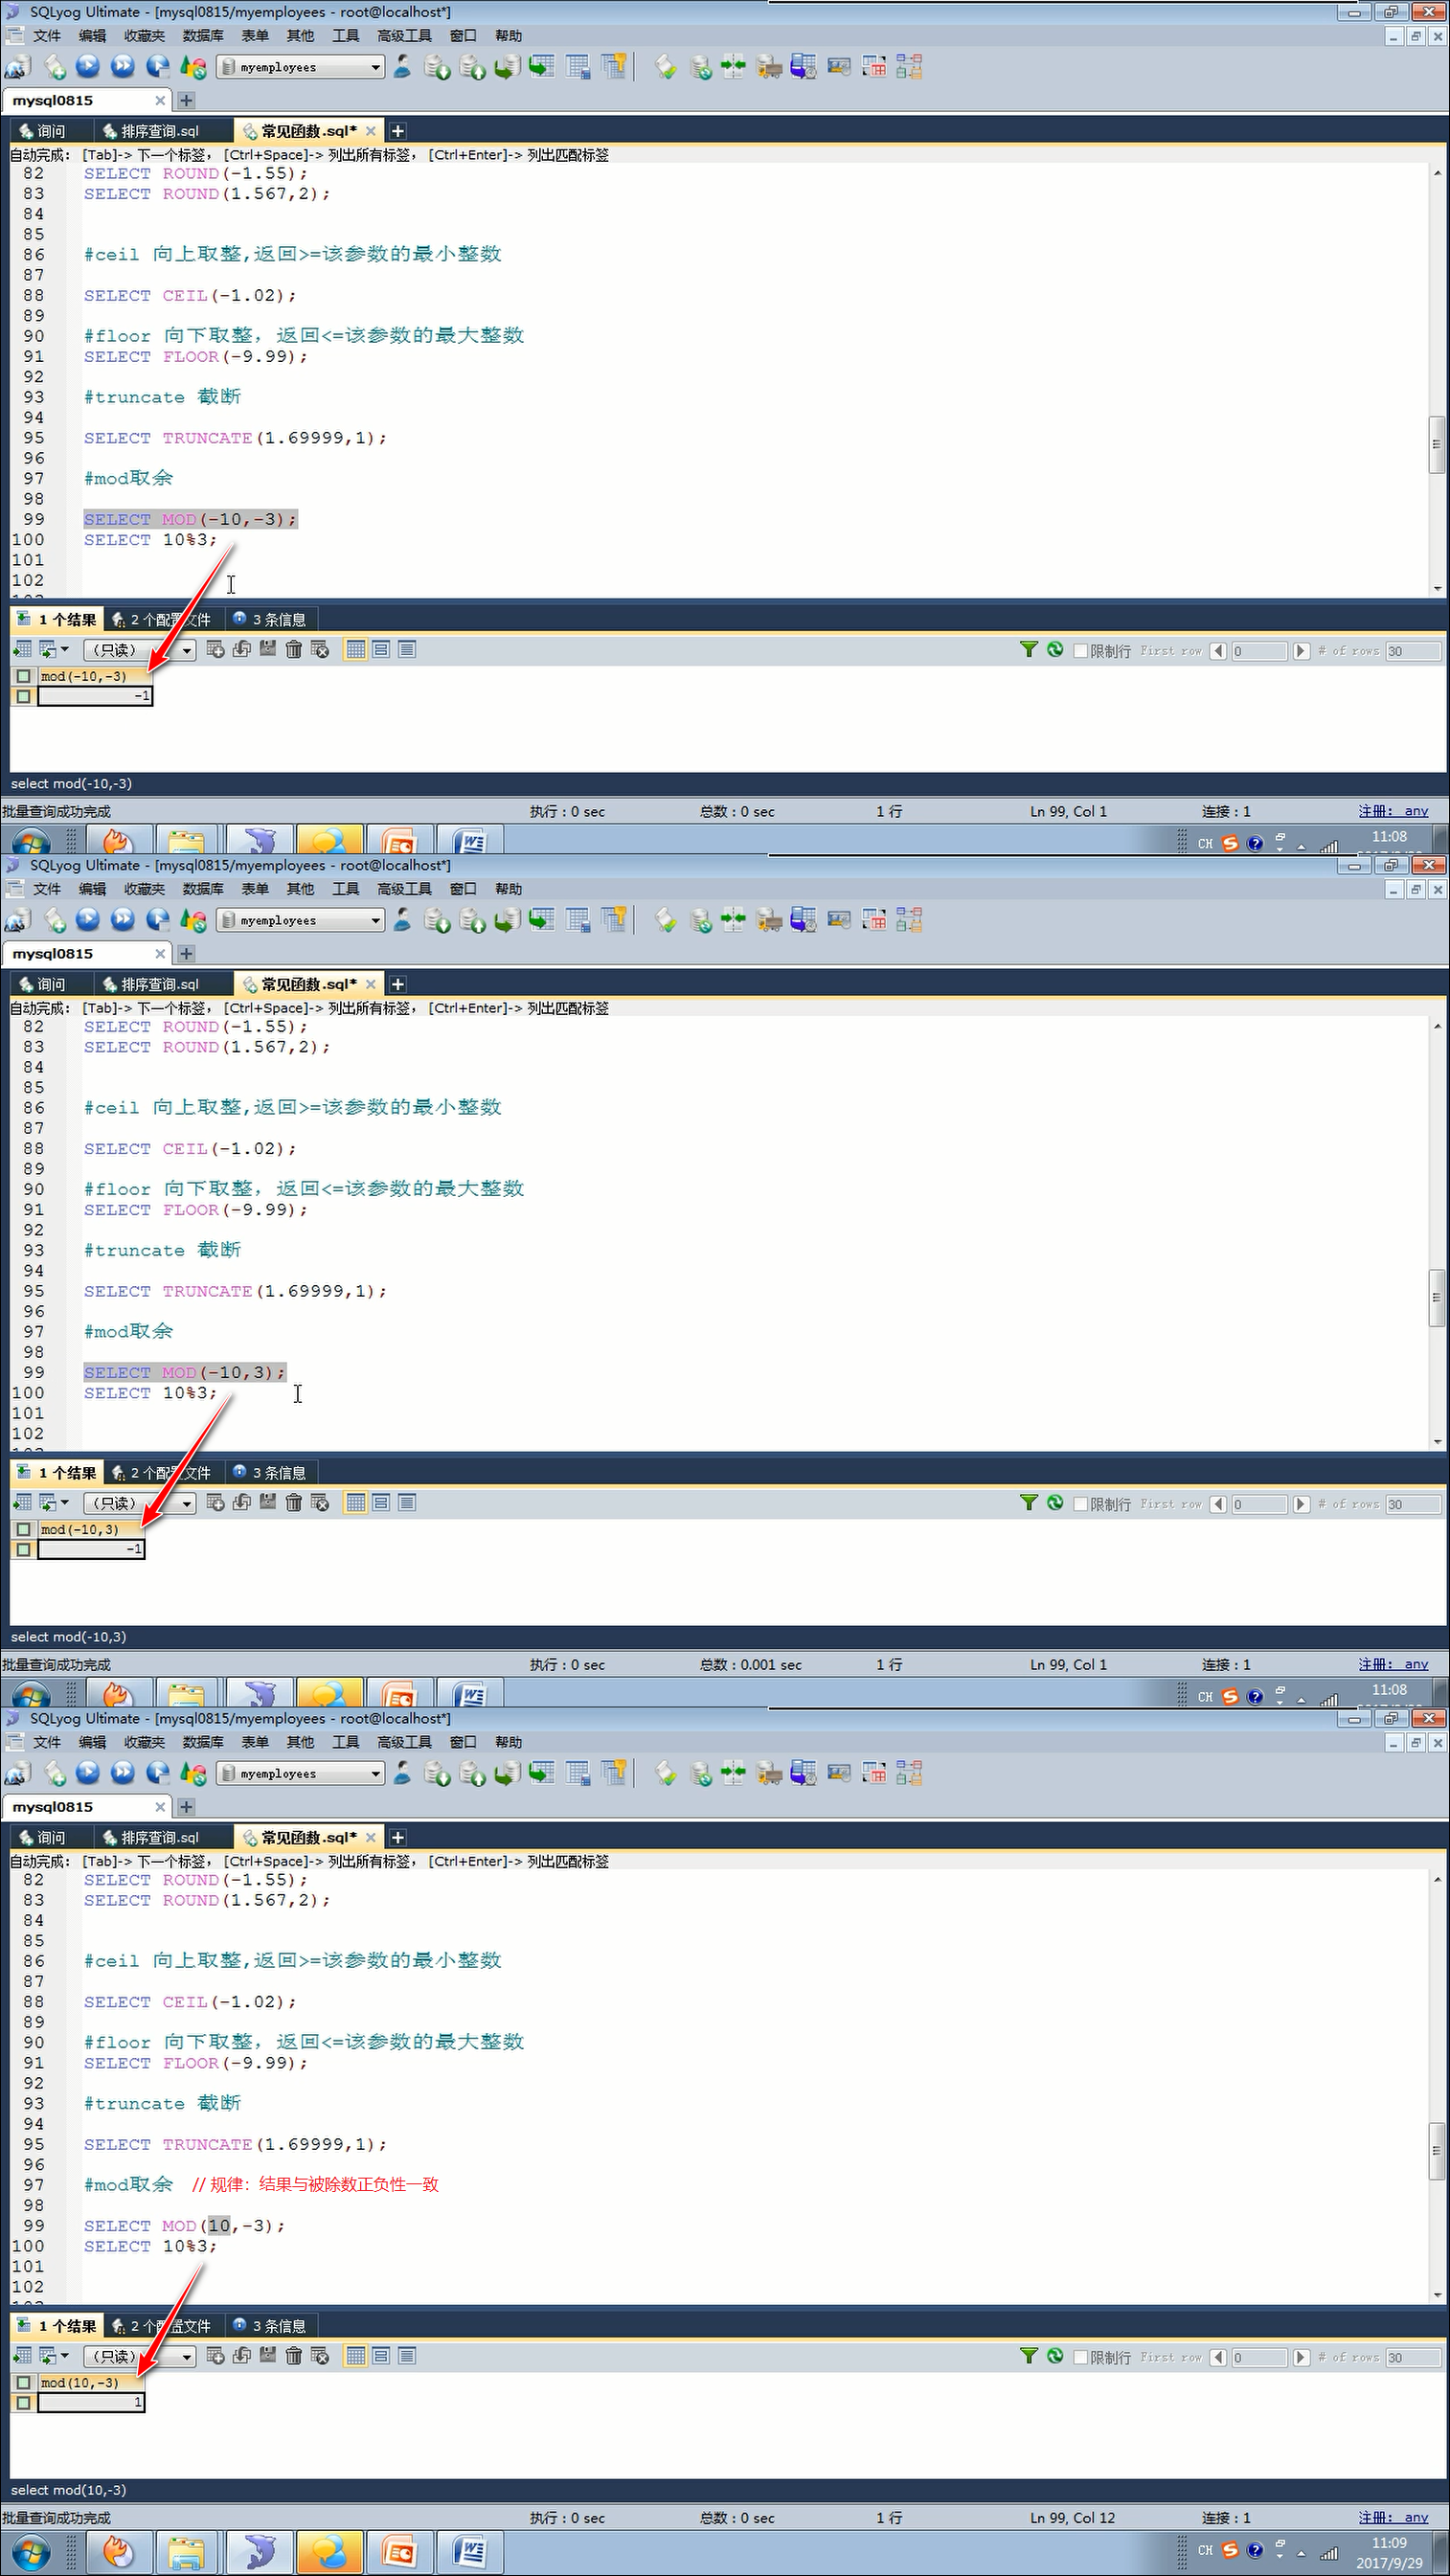 SQLyog Ultimate - [mysql0815/myemployees - root@localhost*]
文件 编辑 收藏夹 数据库 表单 其他 工具 高级工具 窗口 帮助
myemployees
mysql0815
询问 排序查询.sql 常见函数.sql*
自动完成: [Tab]-> 下一个标签, [Ctrl+Space]-> 列出所有标签, [Ctrl+Enter]-> 列出匹配标签
82 SELECT ROUND(-1.55);
83 SELECT ROUND(1.567,2);
84
85
86 #ceil 向上取整,返回>=该参数的最小整数
87
88 SELECT CEIL(-1.02);
89
90 #floor 向下取整，返回<=该参数的最大整数
91 SELECT FLOOR(-9.99);
92
93 #truncate 截断
94
95 SELECT TRUNCATE(1.69999,1);
96
97 #mod取余
98
99 SELECT MOD(-10,-3);
100 SELECT 10%3;
101
102
1 个结果 2 个配置文件 3 条信息
(只读) 限制行 First row 0 # of rows 30
mod(-10,-3)
-1
select mod(-10,-3)
批量查询成功完成 执行 : 0 sec 总数 : 0 sec 1 行 Ln 99, Col 1 连接 : 1 注册: any
CH 11:08
SQLyog Ultimate - [mysql0815/myemployees - root@localhost*]
文件 编辑 收藏夹 数据库 表单 其他 工具 高级工具 窗口 帮助
myemployees
mysql0815
询问 排序查询.sql 常见函数.sql*
自动完成: [Tab]-> 下一个标签, [Ctrl+Space]-> 列出所有标签, [Ctrl+Enter]-> 列出匹配标签
82 SELECT ROUND(-1.55);
83 SELECT ROUND(1.567,2);
84
85
86 #ceil 向上取整,返回>=该参数的最小整数
87
88 SELECT CEIL(-1.02);
89
90 #floor 向下取整，返回<=该参数的最大整数
91 SELECT FLOOR(-9.99);
92
93 #truncate 截断
94
95 SELECT TRUNCATE(1.69999,1);
96
97 #mod取余
98
99 SELECT MOD(-10,3);
100 SELECT 10%3;
101
102
1 个结果 2 个配置文件 3 条信息
(只读) 限制行 First row 0 # of rows 30
mod(-10,3)
-1
select mod(-10,3)
批量查询成功完成 执行 : 0 sec 总数 : 0.001 sec 1 行 Ln 99, Col 1 连接 : 1 注册: any
CH 11:08
SQLyog Ultimate - [mysql0815/myemployees - root@localhost*]
文件 编辑 收藏夹 数据库 表单 其他 工具 高级工具 窗口 帮助
myemployees
mysql0815
询问 排序查询.sql 常见函数.sql*
自动完成: [Tab]-> 下一个标签, [Ctrl+Space]-> 列出所有标签, [Ctrl+Enter]-> 列出匹配标签
82 SELECT ROUND(-1.55);
83 SELECT ROUND(1.567,2);
84
85
86 #ceil 向上取整,返回>=该参数的最小整数
87
88 SELECT CEIL(-1.02);
89
90 #floor 向下取整，返回<=该参数的最大整数
91 SELECT FLOOR(-9.99);
92
93 #truncate 截断
94
95 SELECT TRUNCATE(1.69999,1);
96
97 #mod取余 // 规律：结果与被除数正负性一致
98
99 SELECT MOD(10,-3);
100 SELECT 10%3;
101
102
1 个结果 2 个配置文件 3 条信息
(只读) 限制行 First row 0 # of rows 30
mod(10,-3)
1
select mod(10,-3)
批量查询成功完成 执行 : 0 sec 总数 : 0 sec 1 行 Ln 99, Col 12 连接 : 1 注册: any
CH 11:09
2017/9/29